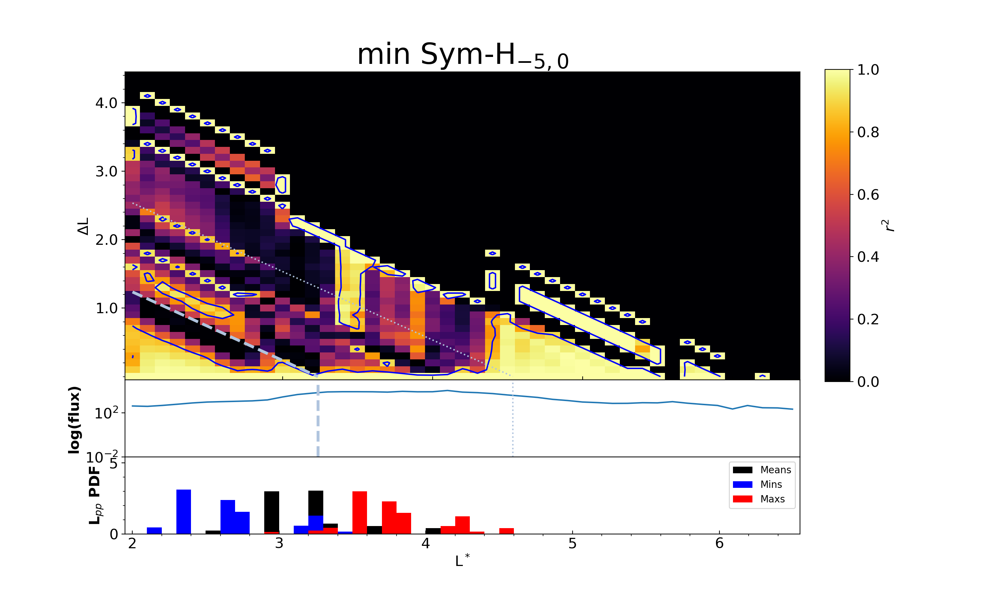 min Sym-H₋₅,₀
4.0
3.0
2.0
1.0
ΔL
1.0
0.8
0.6
0.4
0.2
0.0
r²
log(flux)
10²
10⁻²
Lpp PDF
5
0
Means
Mins
Maxs
2 3 4 5 6
L*